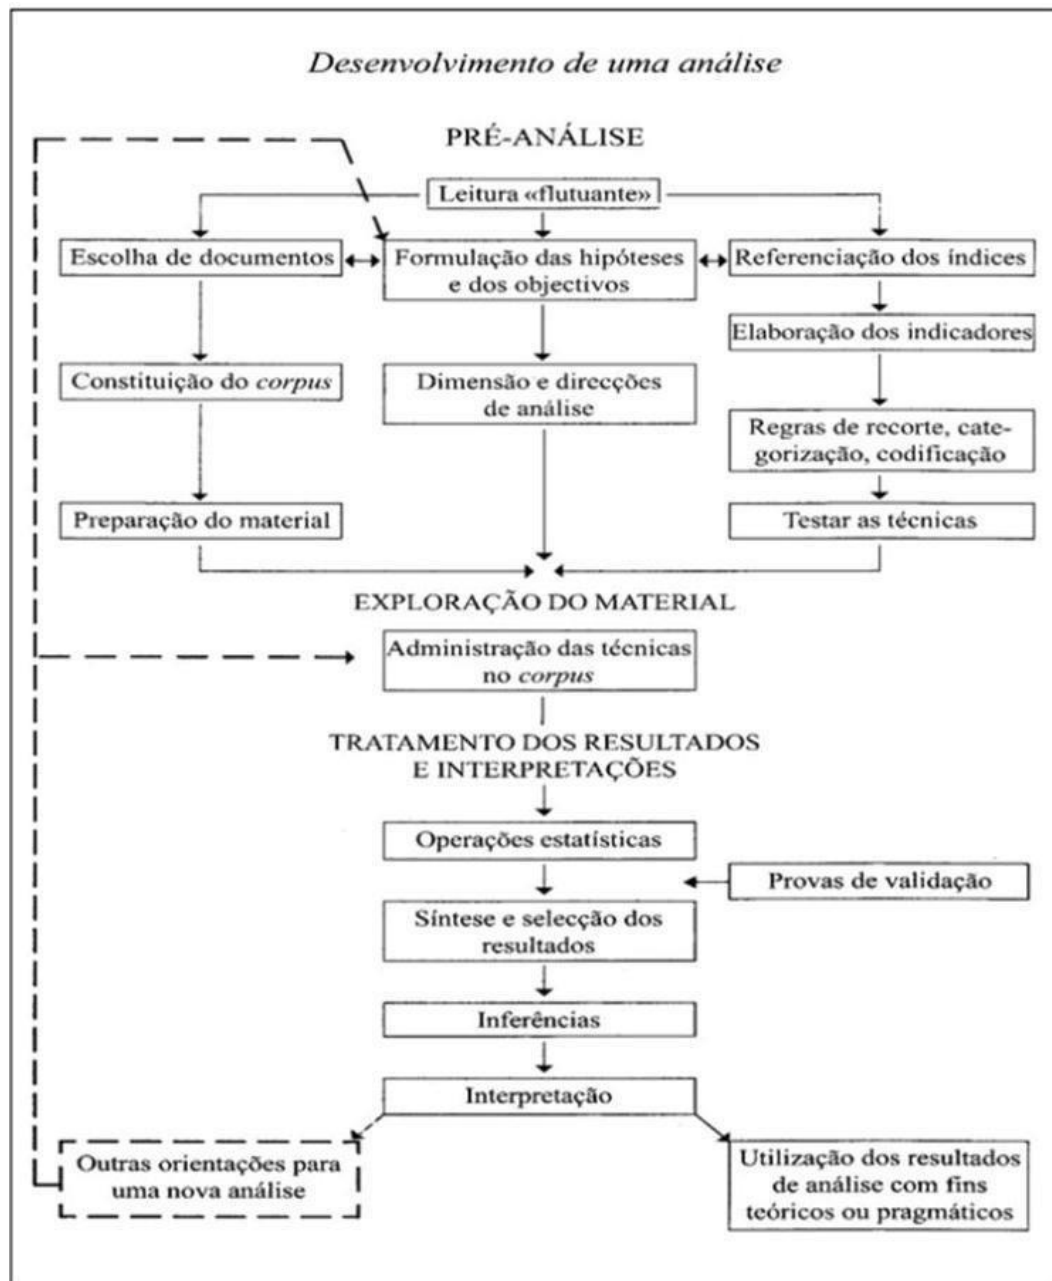 Desenvolvimento de uma análise
PRÉ-ANÁLISE
Leitura «flutuante»
Escolha de documentos
Formulação das hipóteses
e dos objectivos
Referenciação dos índices
Elaboração dos indicadores
Constituição do corpus
Dimensão e direcções
de análise
Regras de recorte, cate-
gorização, codificação
Preparação do material
Testar as técnicas
EXPLORAÇÃO DO MATERIAL
Administração das técnicas
no corpus
TRATAMENTO DOS RESULTADOS
E INTERPRETAÇÕES
Operações estatísticas
Provas de validação
Síntese e selecção dos
resultados
Inferências
Interpretação
Outras orientações para
uma nova análise
Utilização dos resultados
de análise com fins
teóricos ou pragmáticos